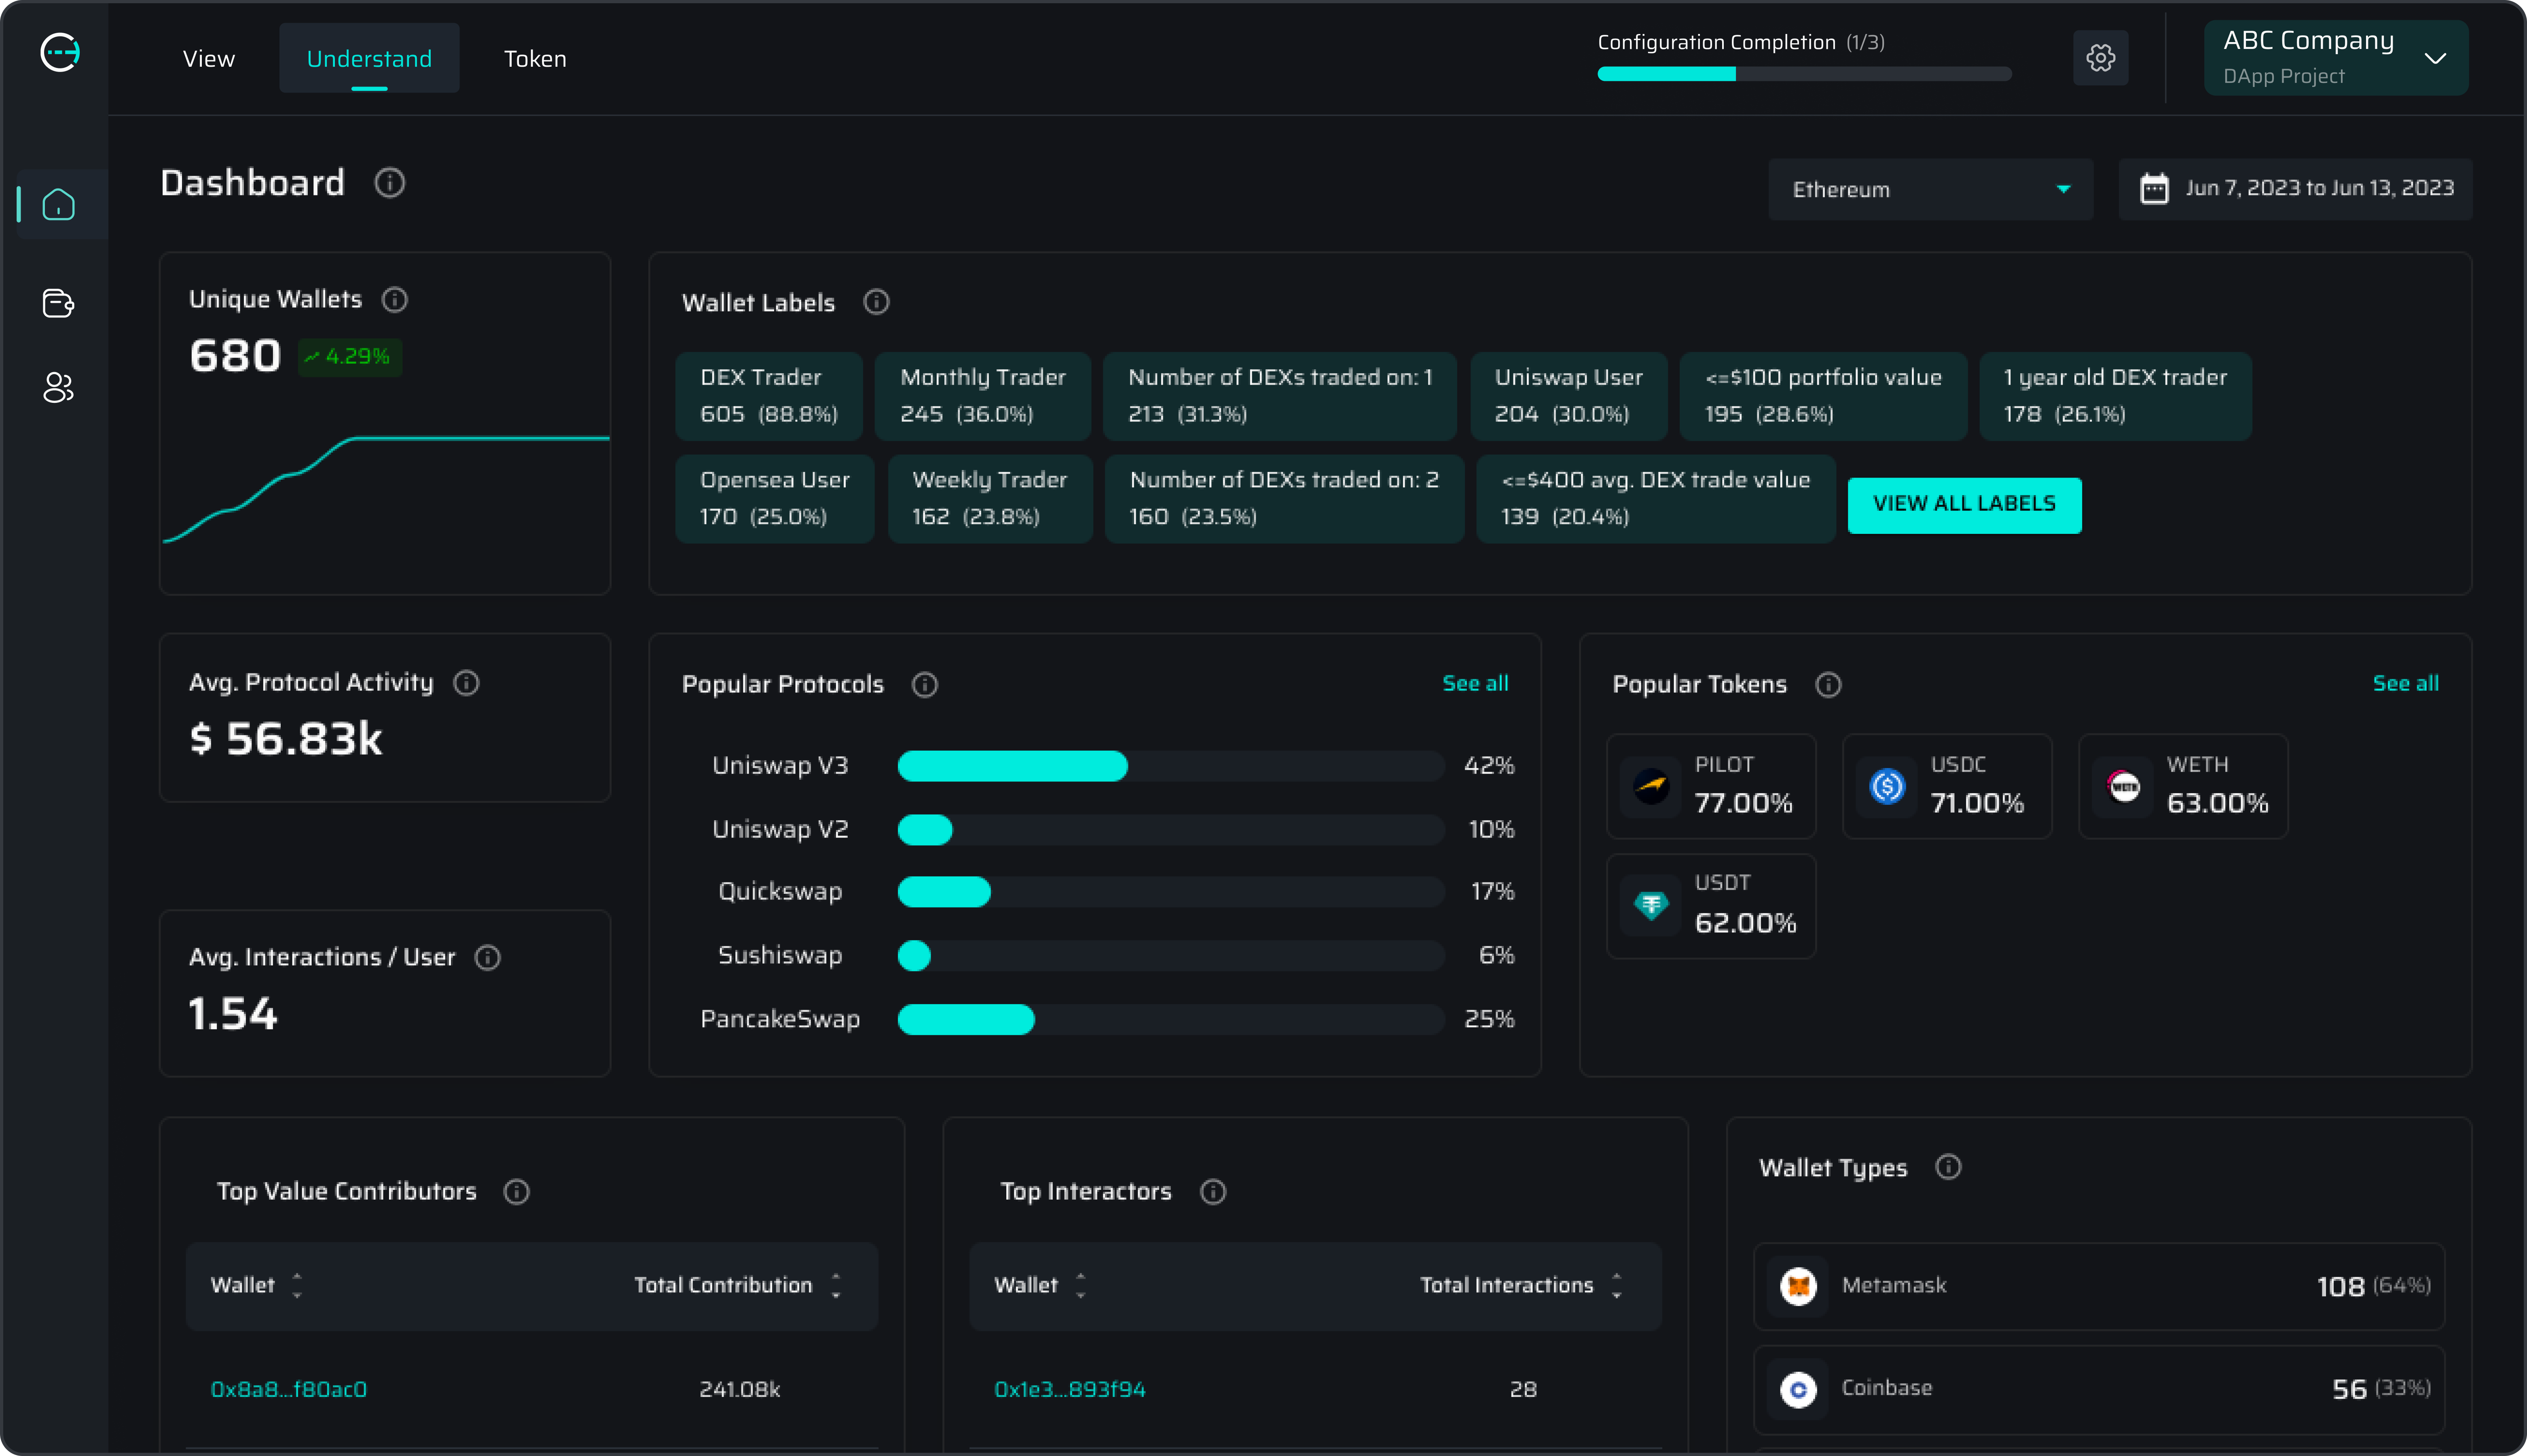 View
Understand
Token
Configuration Completion (1/3)
ABC Company
DApp Project
Dashboard
Ethereum
Jun 7, 2023 to Jun 13, 2023
Unique Wallets
680 4.29%
Wallet Labels
DEX Trader
605 (88.8%)
Monthly Trader
245 (36.0%)
Number of DEXs traded on: 1
213 (31.3%)
Uniswap User
204 (30.0%)
<=$100 portfolio value
195 (28.6%)
1 year old DEX trader
178 (26.1%)
Opensea User
170 (25.0%)
Weekly Trader
162 (23.8%)
Number of DEXs traded on: 2
160 (23.5%)
<=$400 avg. DEX trade value
139 (20.4%)
VIEW ALL LABELS
Avg. Protocol Activity
$ 56.83k
Avg. Interactions / User
1.54
Popular Protocols
See all
Uniswap V3 42%
Uniswap V2 10%
Quickswap 17%
Sushiswap 6%
PancakeSwap 25%
Popular Tokens
See all
PILOT
77.00%
USDC
71.00%
WETH
WETH
63.00%
USDT
62.00%
Top Value Contributors
Wallet Total Contribution
0x8a8...f80ac0 241.08k
Top Interactors
Wallet Total Interactions
0x1e3...893f94 28
Wallet Types
Metamask 108 (64%)
Coinbase 56 (33%)